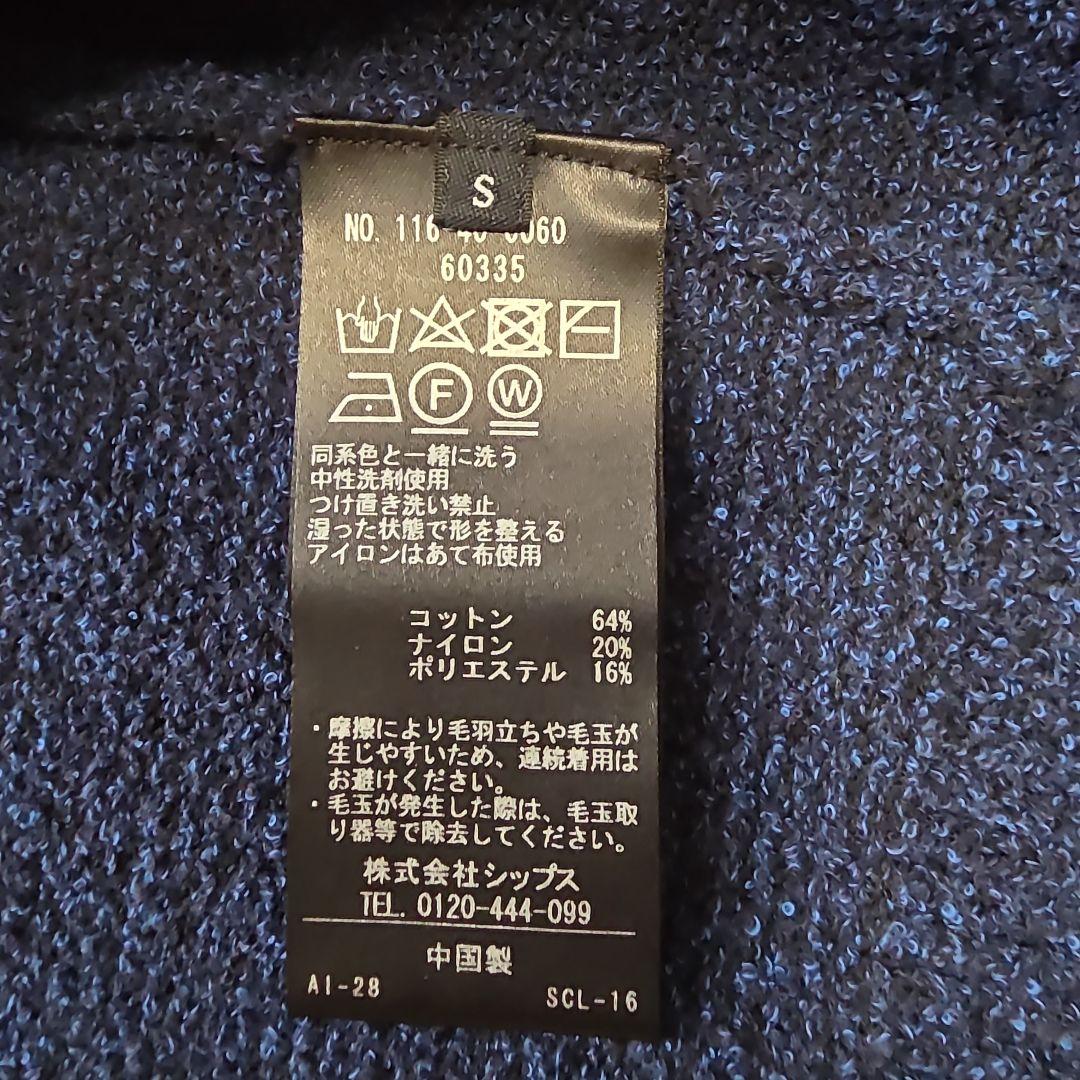 S
NO. 116
60335
F W
同系色と一緒に洗う
中性洗剤使用
つけ置き洗い禁止
湿った状態で形を整える
アイロンはあて布使用
コットン 64%
ナイロン 20%
ポリエステル 16%
・摩擦により毛羽立ちや毛玉が
生じやすいため、連続着用は
お避けください。
・毛玉が発生した際は、毛玉取
り器等で除去してください。
株式会社シップス
TEL. 0120-444-099
中国製
AI-28 SCL-16